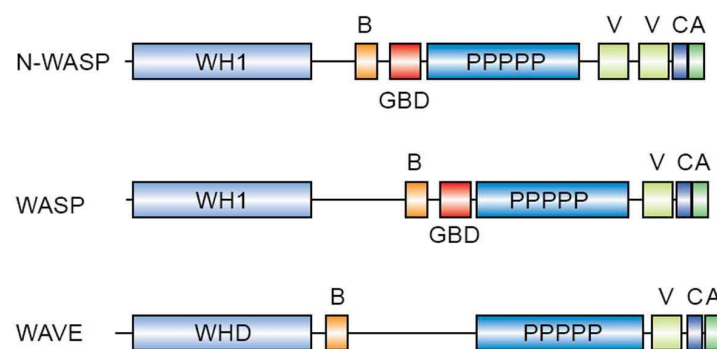 B V V CA
N-WASP WH1 PPPPP
GBD
B V CA
WASP WH1 PPPPP
GBD
B V CA
WAVE WHD PPPPP